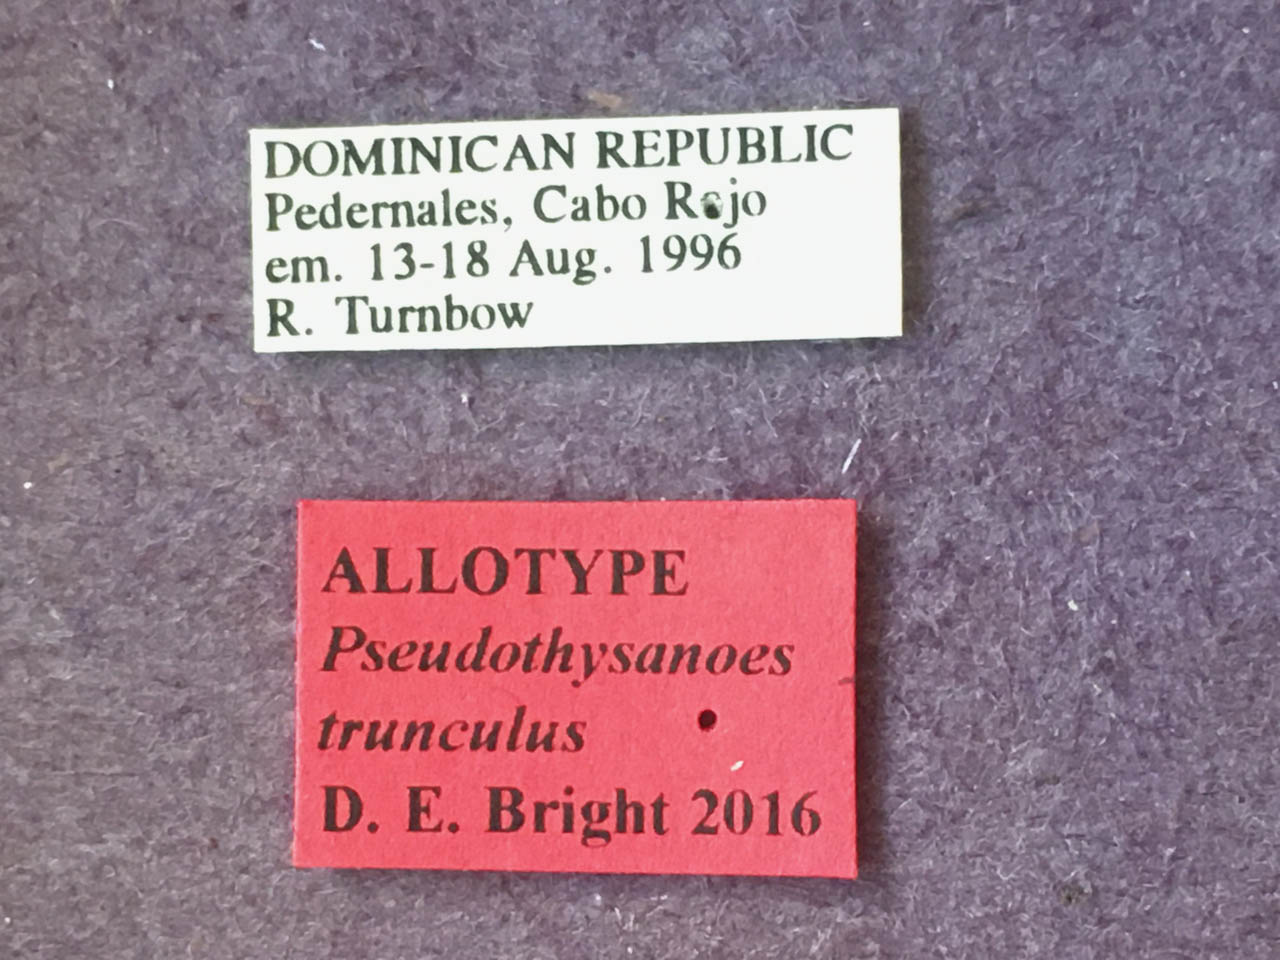 DOMINICAN REPUBLIC
Pedernales, Cabo Rojo
em. 13-18 Aug. 1996
R. Turnbow
ALLOTYPE
Pseudothysanoes
trunculus
D. E. Bright 2016